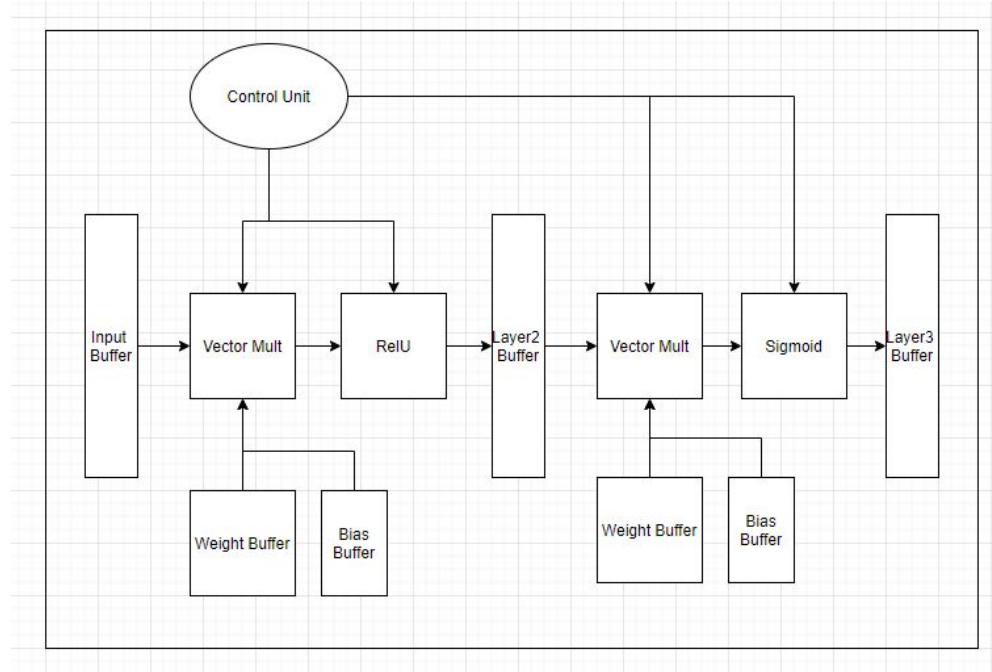 Control Unit
Input
Buffer
Vector Mult
RelU
Layer2
Buffer
Vector Mult
Sigmoid
Layer3
Buffer
Weight Buffer
Bias
Buffer
Weight Buffer
Bias
Buffer